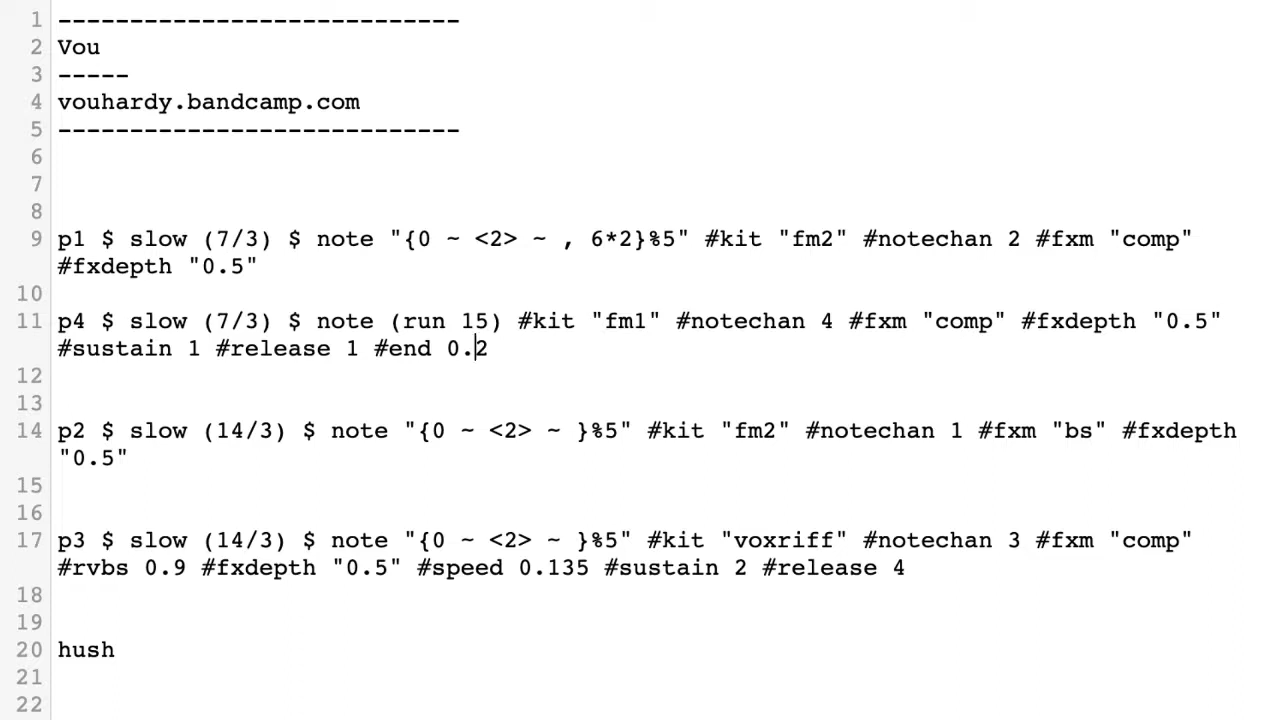 1 ----------------------------
2 Vou
3 -----
4 vouhardy.bandcamp.com
5 ----------------------------
6
7
8
9 p1 $ slow (7/3) $ note "{0 ~ <2> ~ , 6*2}%5" #kit "fm2" #notechan 2 #fxm "comp"
#fxdepth "0.5"
10
11 p4 $ slow (7/3) $ note (run 15) #kit "fm1" #notechan 4 #fxm "comp" #fxdepth "0.5"
#sustain 1 #release 1 #end 0.2
12
13
14 p2 $ slow (14/3) $ note "{0 ~ <2> ~ }%5" #kit "fm2" #notechan 1 #fxm "bs" #fxdepth
"0.5"
15
16
17 p3 $ slow (14/3) $ note "{0 ~ <2> ~ }%5" #kit "voxriff" #notechan 3 #fxm "comp"
#rvbs 0.9 #fxdepth "0.5" #speed 0.135 #sustain 2 #release 4
18
19
20 hush
21
22